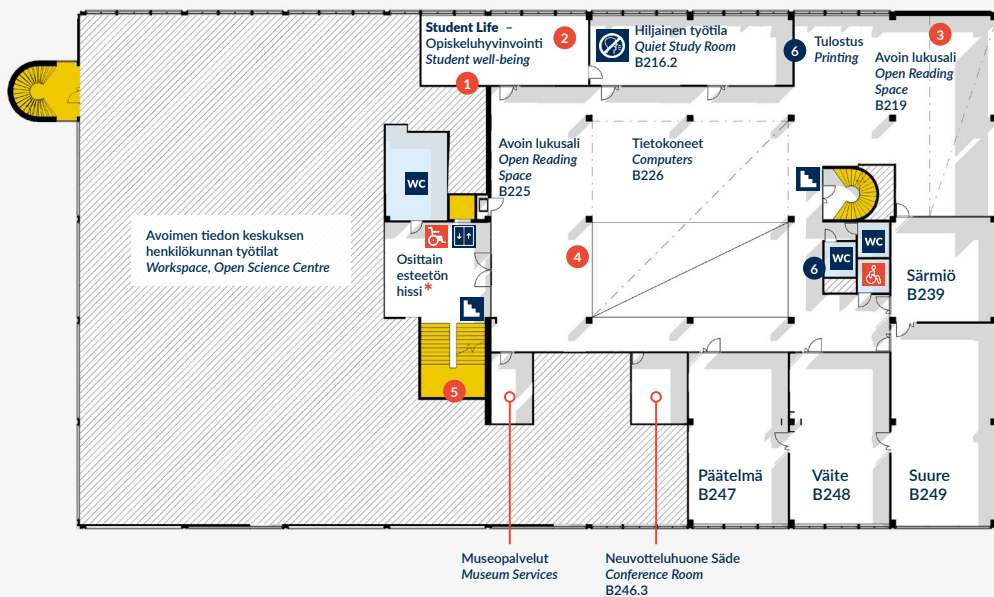 Student Life –
Opiskeluhyvinvointi
Student well-being
2
1
Hiljainen työtila
Quiet Study Room
B216.2
6
Tulostus
Printing
3
Avoin lukusali
Open Reading
Space
B219
Avoin lukusali
Open Reading
Space
B225
Tietokoneet
Computers
B226
WC
Avoimen tiedon keskuksen
henkilökunnan työtilat
Workspace, Open Science Centre
Osittain
esteetön
hissi*
4
6
WC
WC
Särmiö
B239
5
Päätelmä
B247
Väite
B248
Suure
B249
Museopalvelut
Museum Services
Neuvotteluhuone Säde
Conference Room
B246.3